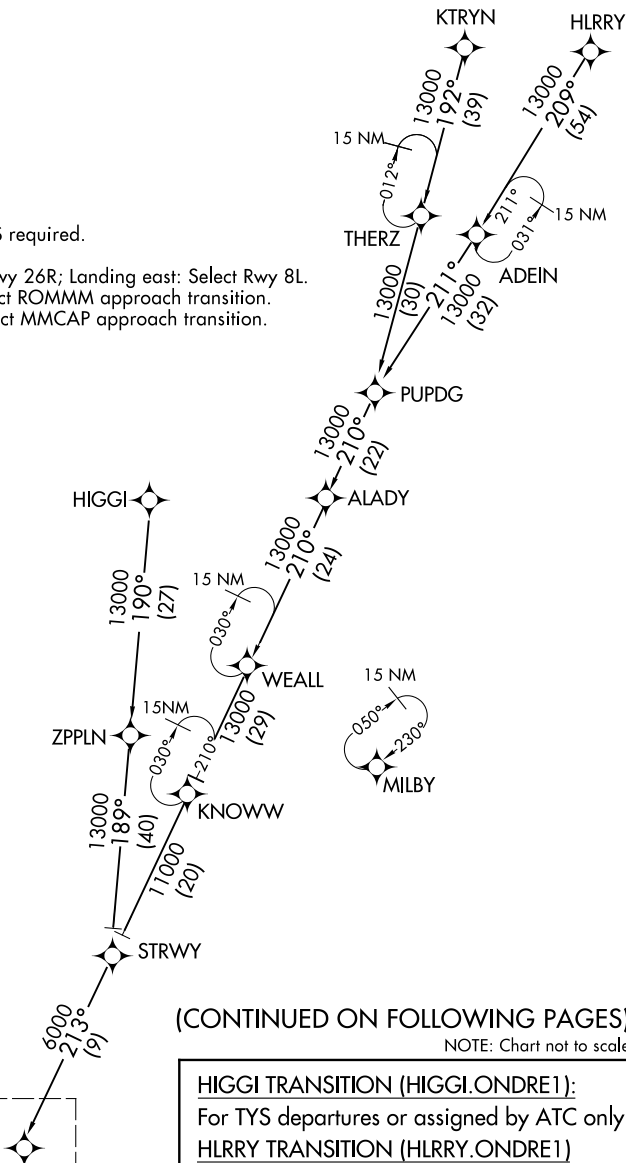 KTRYN
HLRRY
13000
192°
(39)
13000
209°
(54)
15 NM
012°
211°
031°
15 NM
THERZ
ADEIN
required.
wy 26R; Landing east: Select Rwy 8L.
ct ROMMM approach transition.
ct MMCAP approach transition.
13000
(30)
211°
13000
(32)
PUPDG
13000
210°
(22)
HIGGI
ALADY
13000
210°
(24)
13000
190°
(27)
15 NM
030°
WEALL
15NM
030°
210°
13000
(29)
15 NM
050°
230°
ZPPLN
MILBY
KNOWW
13000
189°
(40)
11000
(20)
STRWY
6000
213°
(9)
(CONTINUED ON FOLLOWING PAGES)
NOTE: Chart not to scale
HIGGI TRANSITION (HIGGI.ONDRE1):
For TYS departures or assigned by ATC only
HLRRY TRANSITION (HLRRY.ONDRE1)